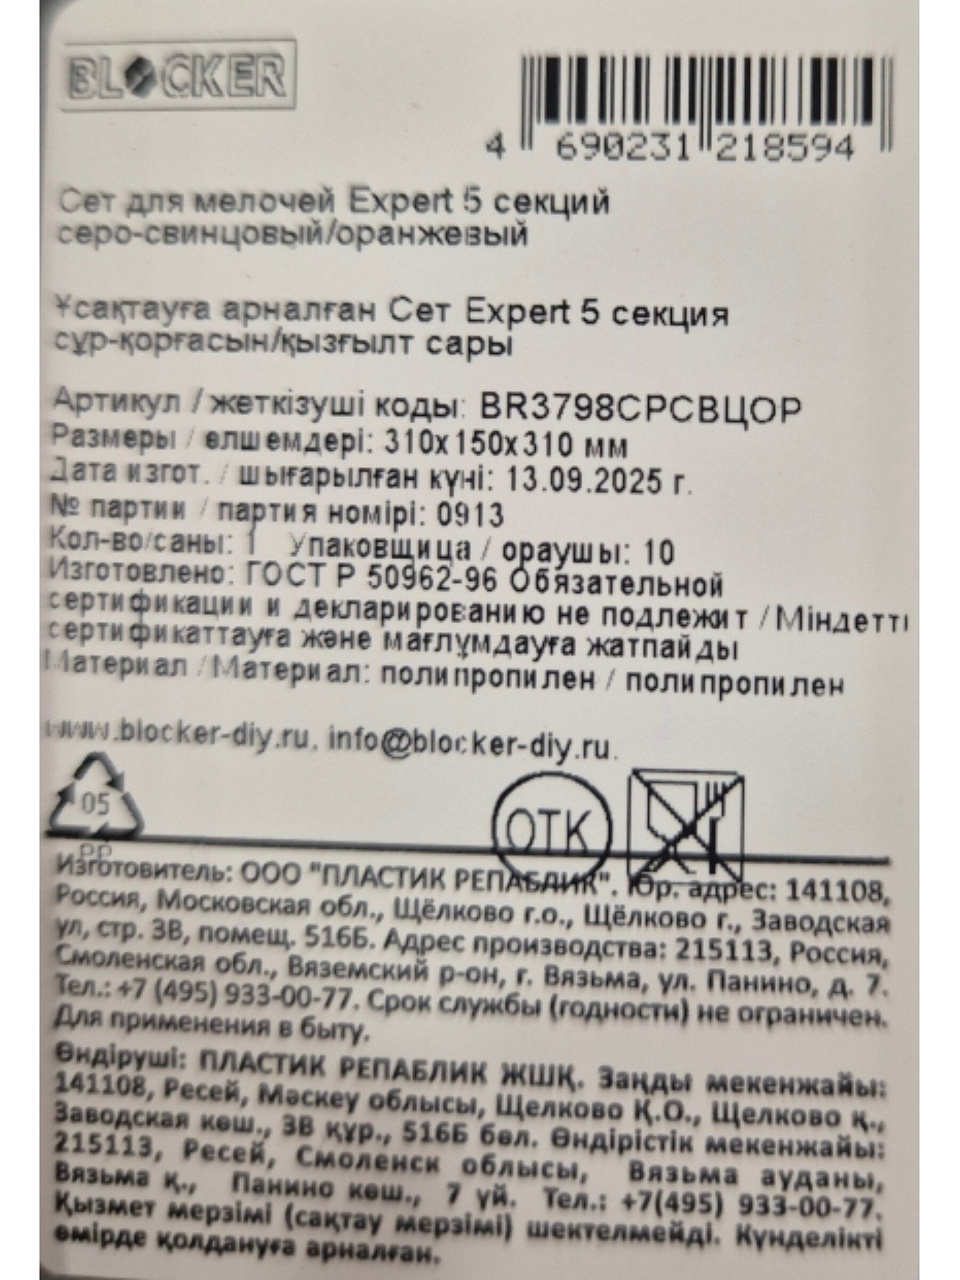 BLOCKER
4 690231 218594
Сет для мелочей Expert 5 секций
серо-свинцовый/оранжевый
Ұсақтауға арналған Сет Expert 5 секция
сұр-қорғасын/қызғылт сары
Артикул / жеткізуші коды: BR3798СРСВЦОР
Размеры / өлшемдері: 310x150x310 мм
Дата изгот. / шығарылған күні: 13.09.2025 г.
№ партии / партия номірі: 0913
Кол-во/саны: 1 Упаковщица / ораушы: 10
Изготовлено: ГОСТ Р 50962-96 Обязательной
сертификации и декларированию не подлежит / Міндетті
сертификаттауға және мағлұмдауға жатпайды
Материал / Материал: полипропилен / полипропилен
www.blocker-diy.ru, info@blocker-diy.ru.
05
PP
ОТК
Изготовитель: ООО "ПЛАСТИК РЕПАБЛИК". Юр. адрес: 141108,
Россия, Московская обл., Щёлково г.о., Щёлково г., Заводская
ул, стр. 3В, помещ. 516Б. Адрес производства: 215113, Россия,
Смоленская обл., Вяземский р-он, г. Вязьма, ул. Панино, д. 7.
Тел.: +7 (495) 933-00-77. Срок службы (годности) не ограничен.
Для применения в быту.
Өндіруші: ПЛАСТИК РЕПАБЛИК ЖШҚ. Заңды мекенжайы:
141108, Ресей, Мәскеу облысы, Щелково Қ.О., Щелково қ.,
Заводская көш., 3В құр., 516Б бөл. Өндірістік мекенжайы:
215113, Ресей, Смоленск облысы, Вязьма ауданы,
Вязьма қ., Панино көш., 7 үй. Тел.: +7(495) 933-00-77.
Қызмет мерзімі (сақтау мерзімі) шектелмейді. Күнделікті
өмірде қолдануға арналған.